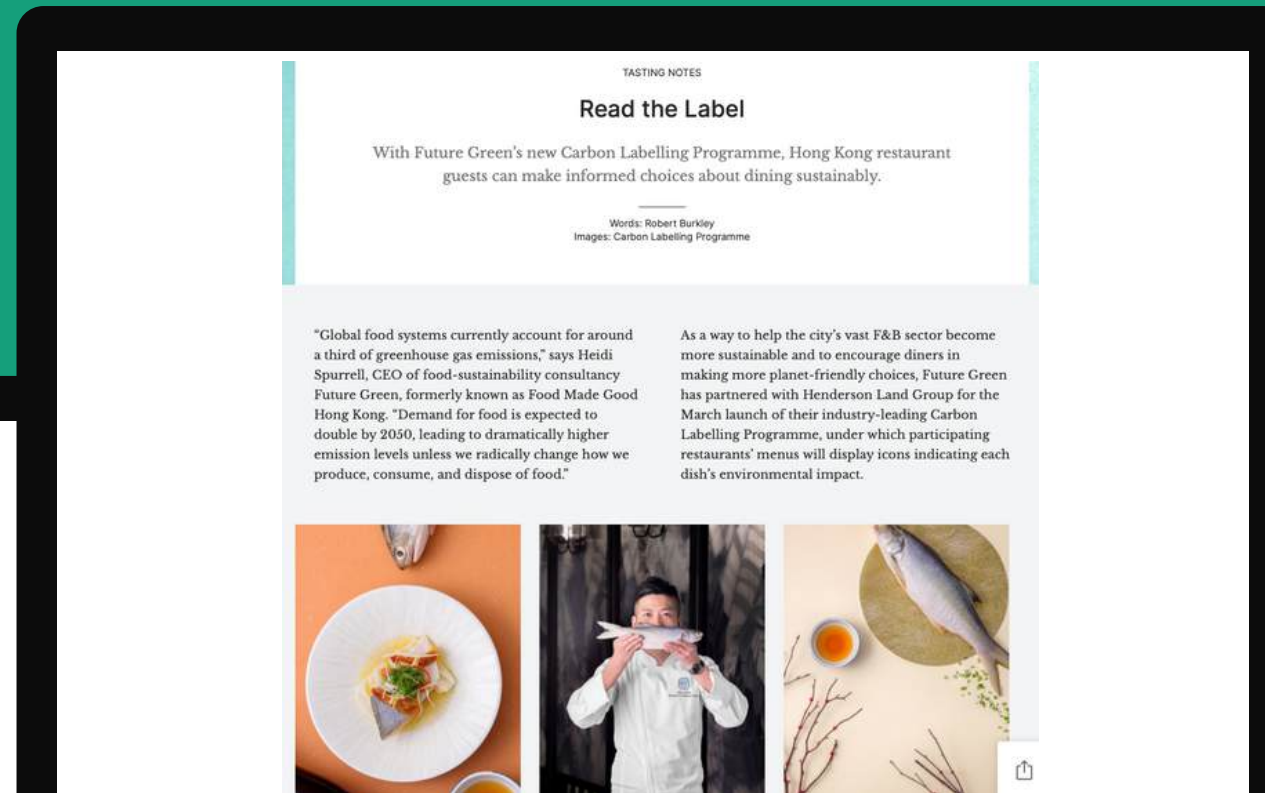 TASTING NOTES
Read the Label
With Future Green's new Carbon Labelling Programme, Hong Kong restaurant
guests can make informed choices about dining sustainably.
Words: Robert Burkley
Images: Carbon Labelling Programme
“Global food systems currently account for around
a third of greenhouse gas emissions,” says Heidi
Spurrell, CEO of food-sustainability consultancy
Future Green, formerly known as Food Made Good
Hong Kong. “Demand for food is expected to
double by 2050, leading to dramatically higher
emission levels unless we radically change how we
produce, consume, and dispose of food.”
As a way to help the city’s vast F&B sector become
more sustainable and to encourage diners in
making more planet-friendly choices, Future Green
has partnered with Henderson Land Group for the
March launch of their industry-leading Carbon
Labelling Programme, under which participating
restaurants’ menus will display icons indicating each
dish’s environmental impact.